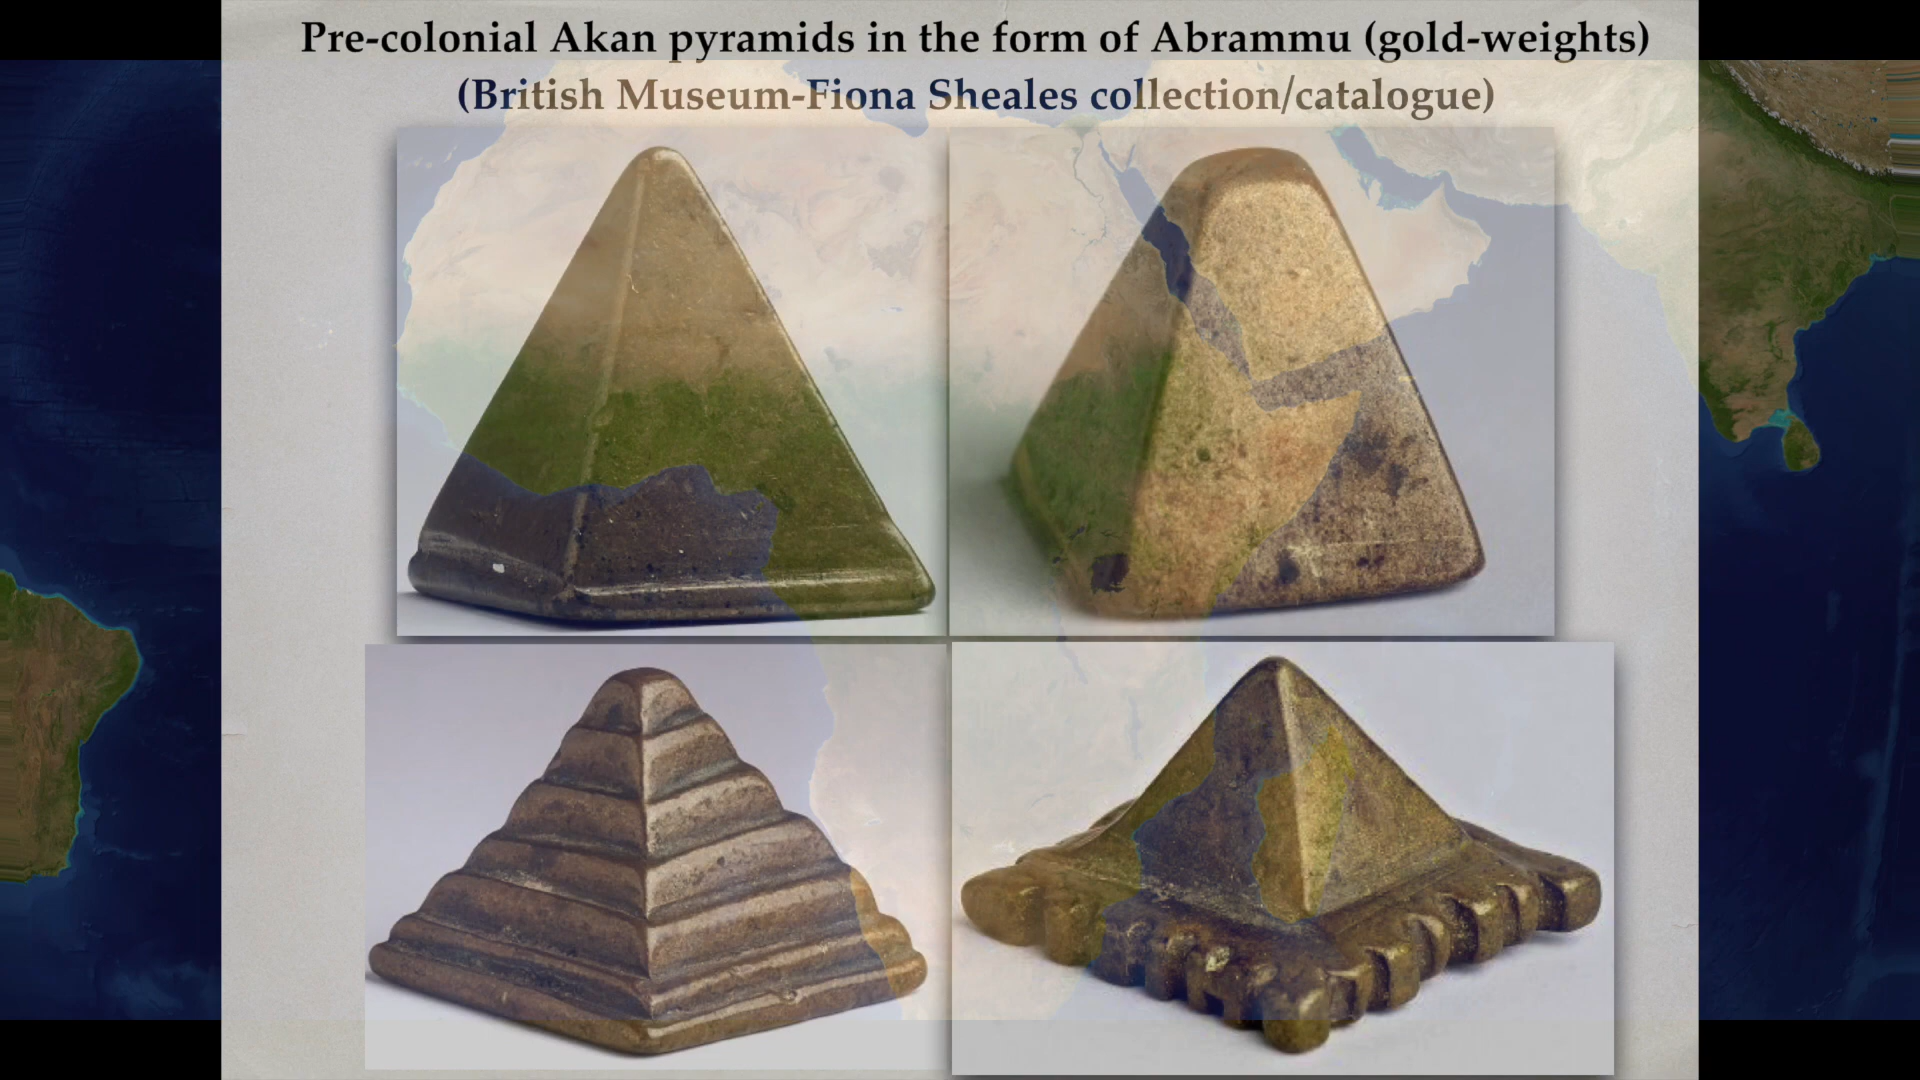 Pre-colonial Akan pyramids in the form of Abrammu (gold-weights)
(British Museum-Fiona Sheales collection/catalogue)